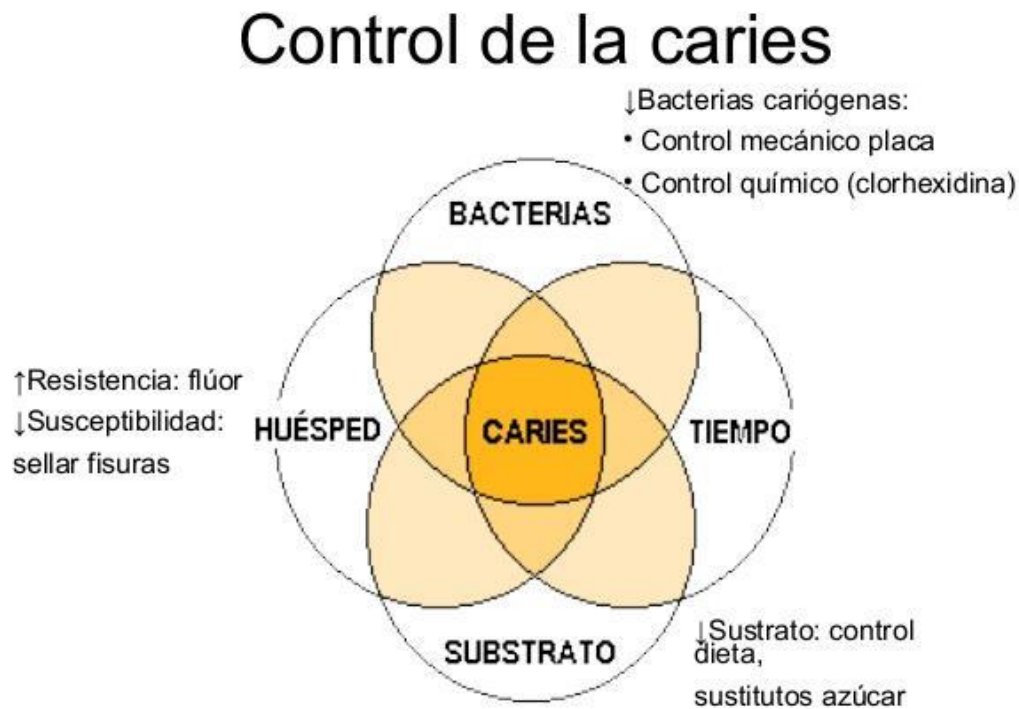 Control de la caries
↓Bacterias cariógenas:
• Control mecánico placa
• Control químico (clorhexidina)
BACTERIAS
↑Resistencia: flúor
↓Susceptibilidad:
sellar fisuras
HUÉSPED
CARIES
TIEMPO
SUBSTRATO
↓Sustrato: control
dieta,
sustitutos azúcar